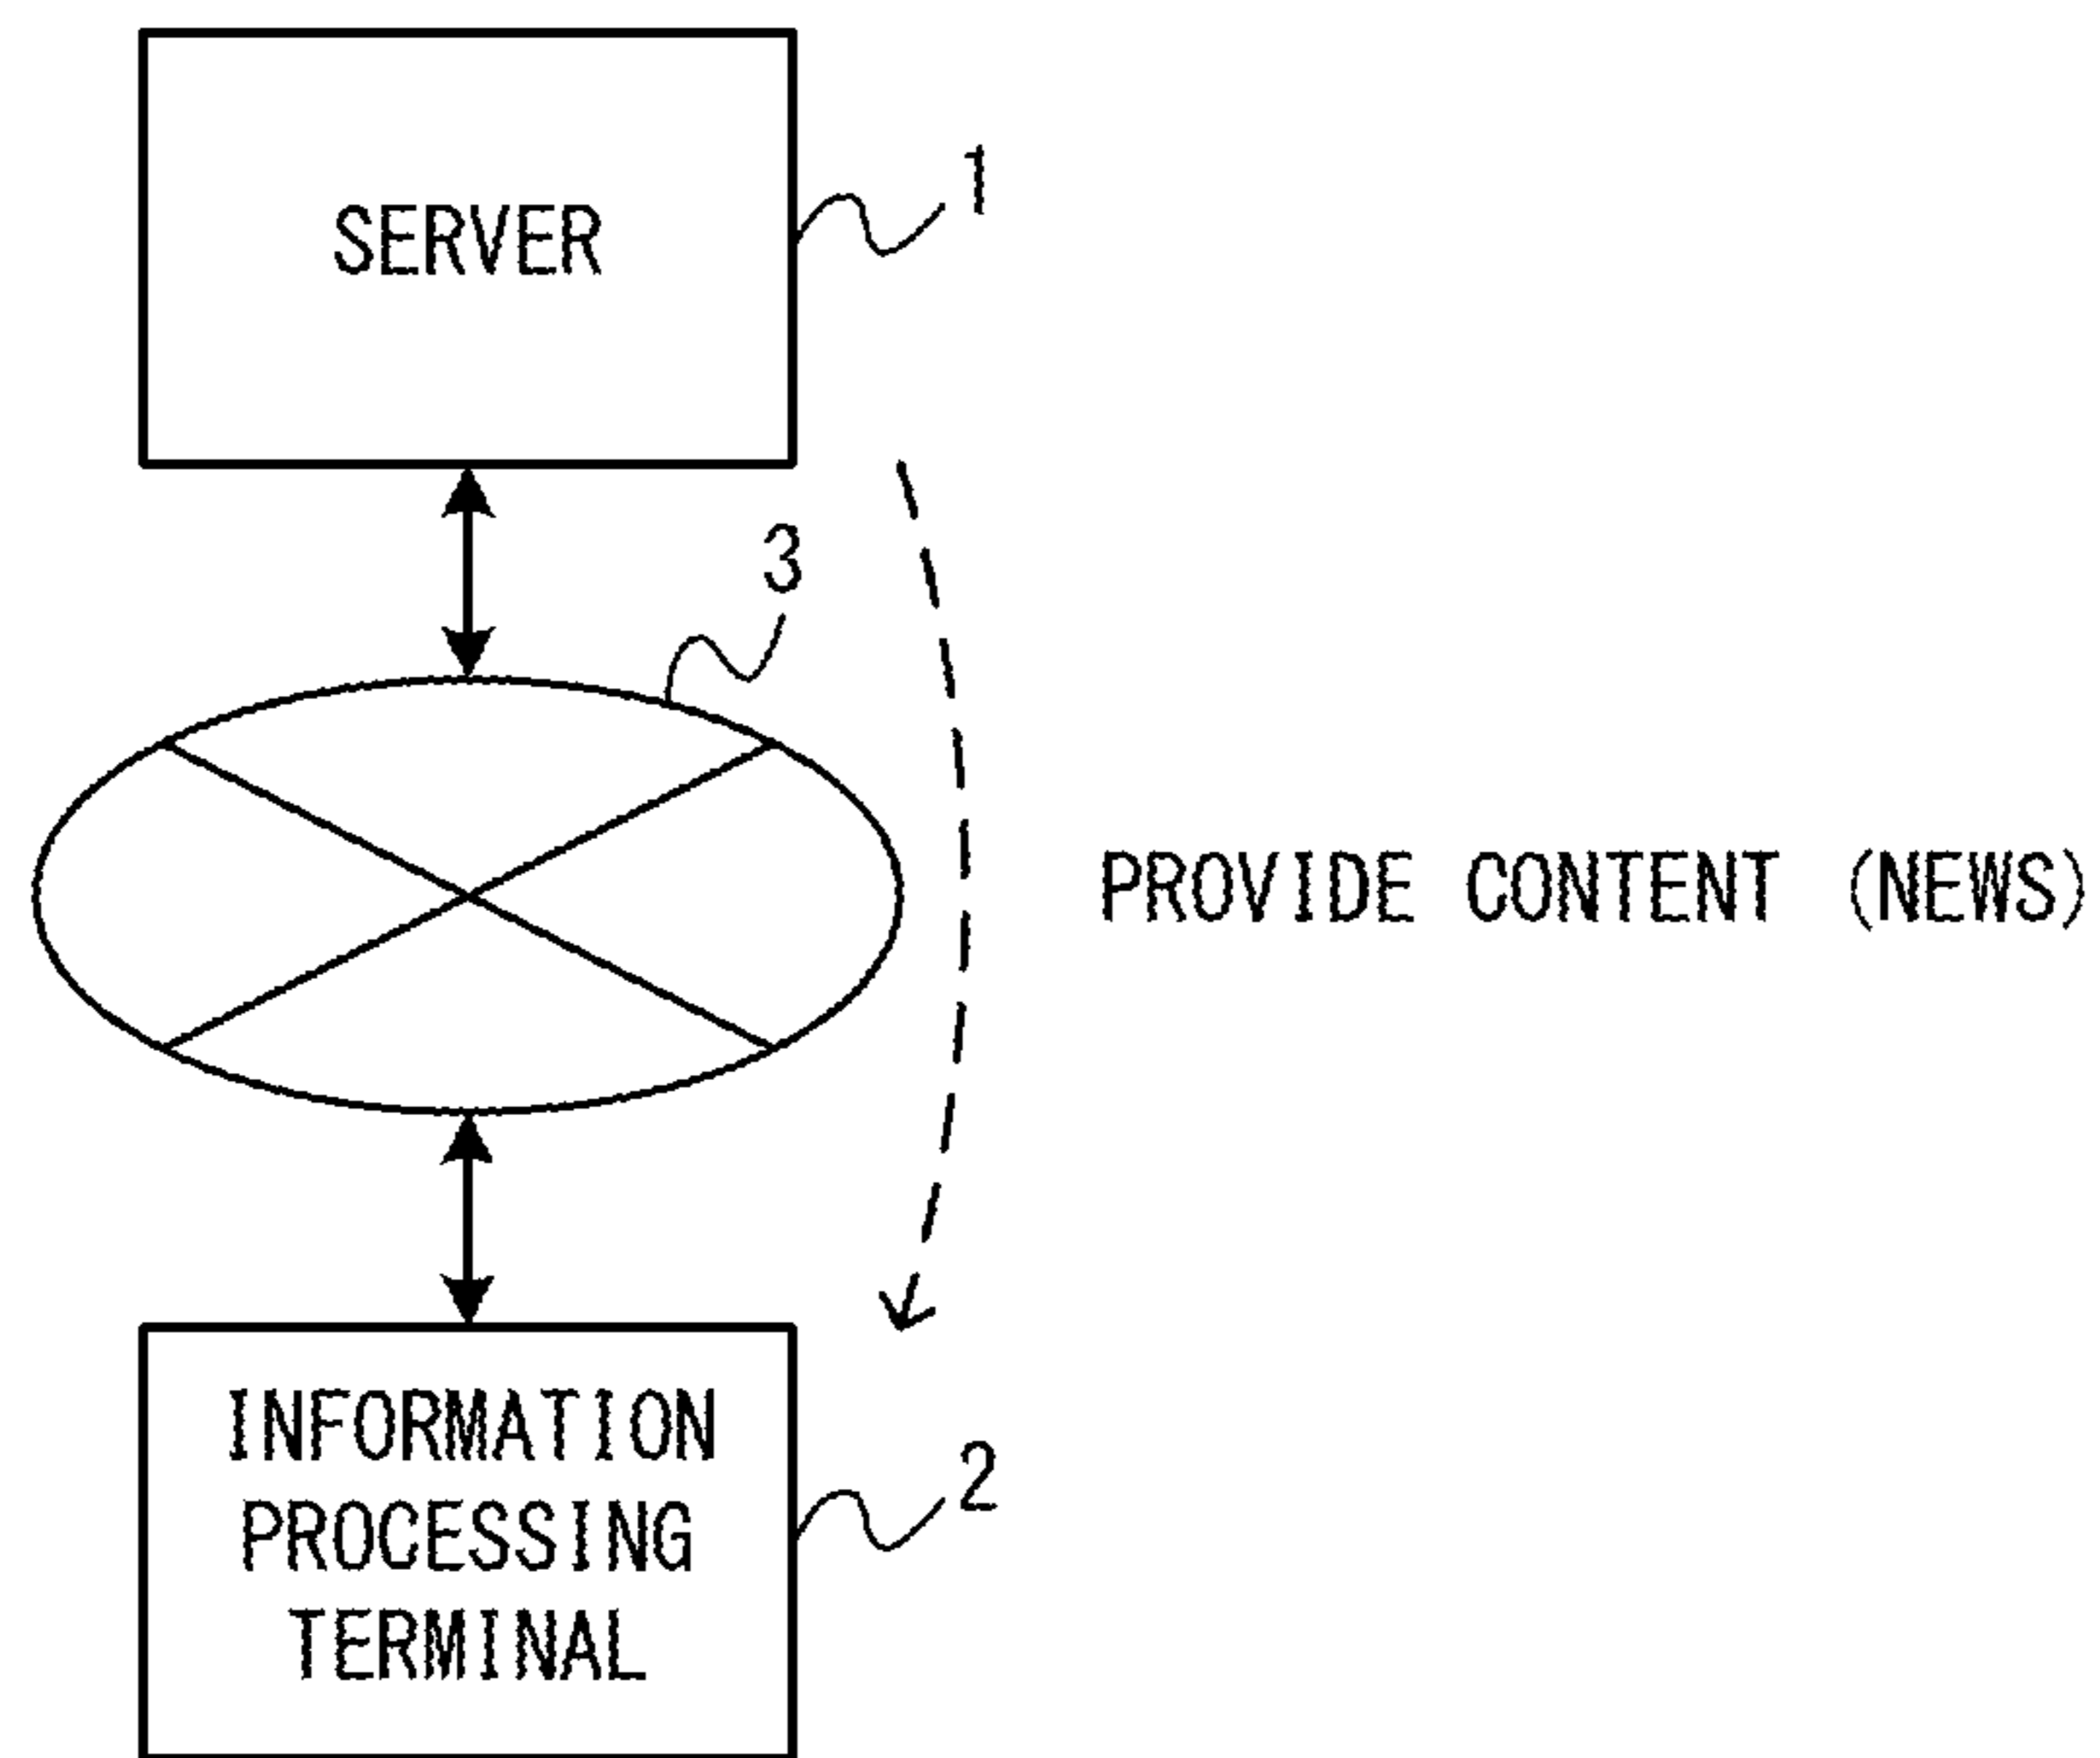 SERVER
1
3
PROVIDE CONTENT (NEWS)
INFORMATION
PROCESSING
TERMINAL
2